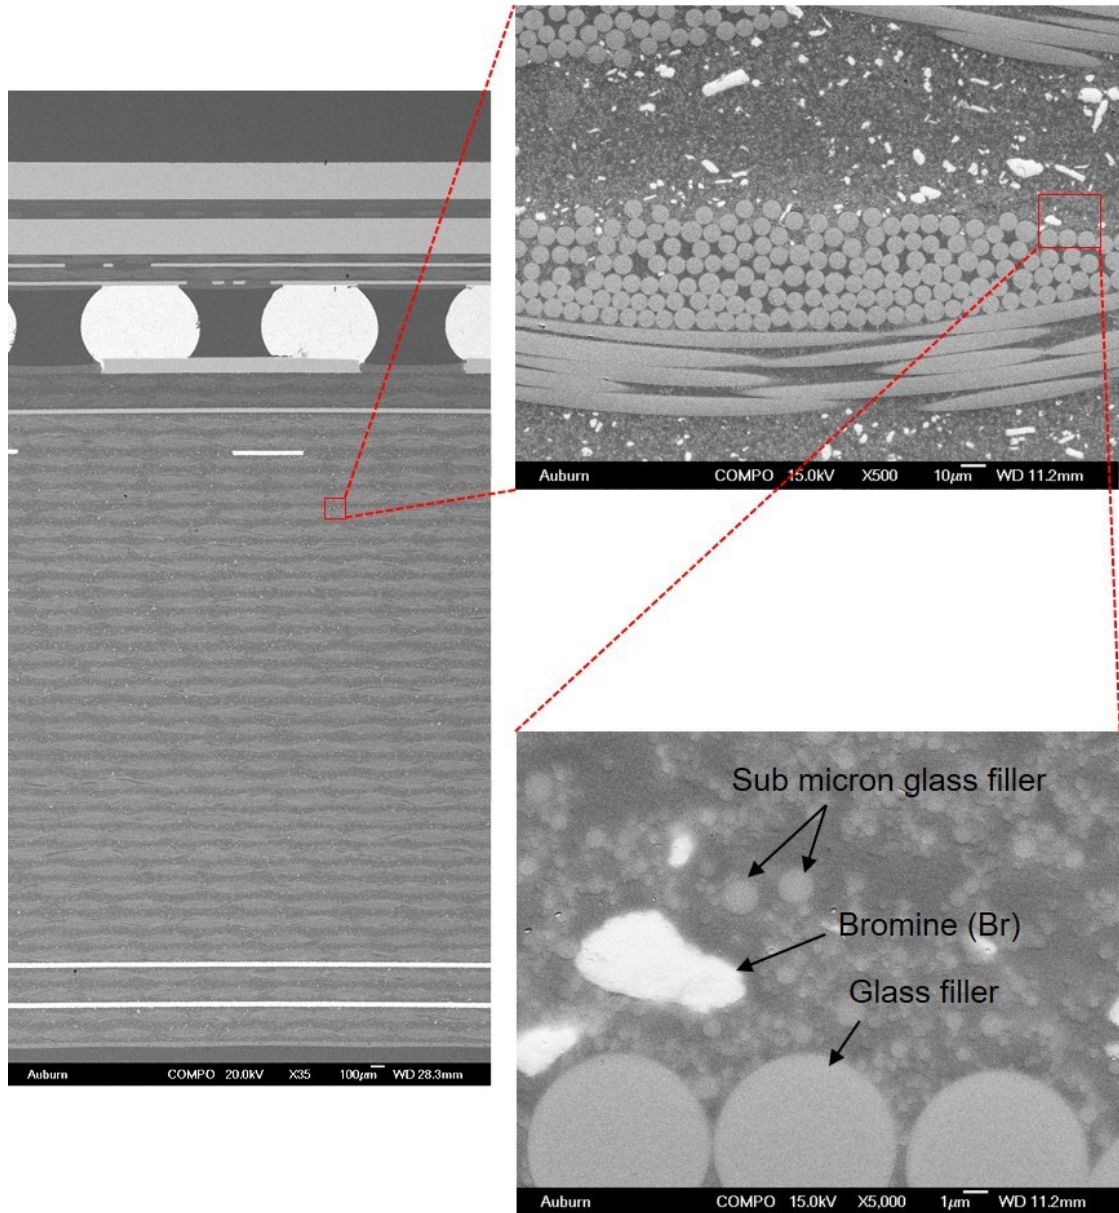 Auburn COMPO 15.0kV X500 10µm WD 11.2mm
Auburn COMPO 20.0kV X35 100µm WD 28.3mm
Sub micron glass filler
Bromine (Br)
Glass filler
Auburn COMPO 15.0kV X5,000 1µm WD 11.2mm